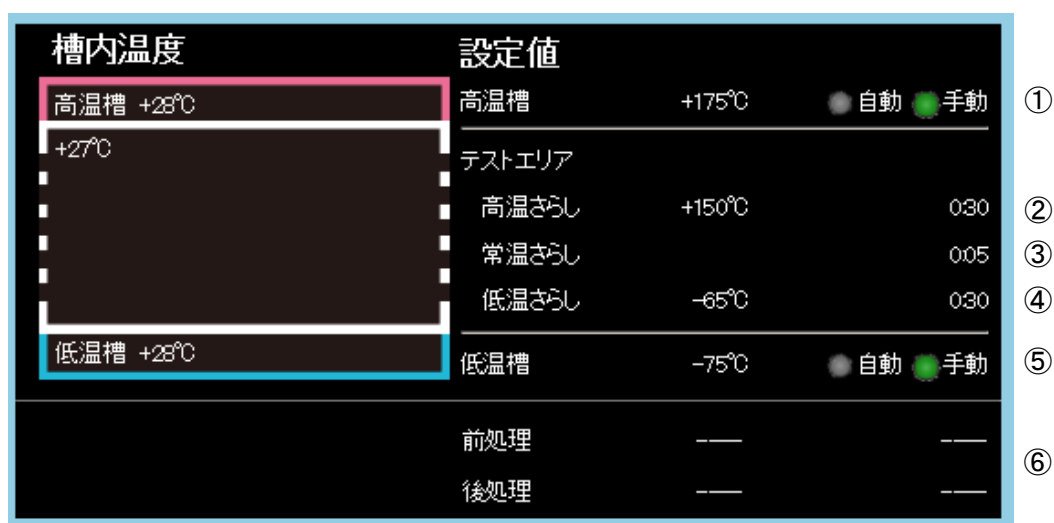 槽内温度 設定値
高温槽 +28℃ 高温槽 +175℃ 自動 手動 ①
+27℃
テストエリア
高温さらし +150℃ 0:30 ②
常温さらし 0:05 ③
低温さらし -65℃ 0:30 ④
低温槽 +28℃ 低温槽 -75℃ 自動 手動 ⑤
前処理 --- ---
⑥
後処理 --- ---